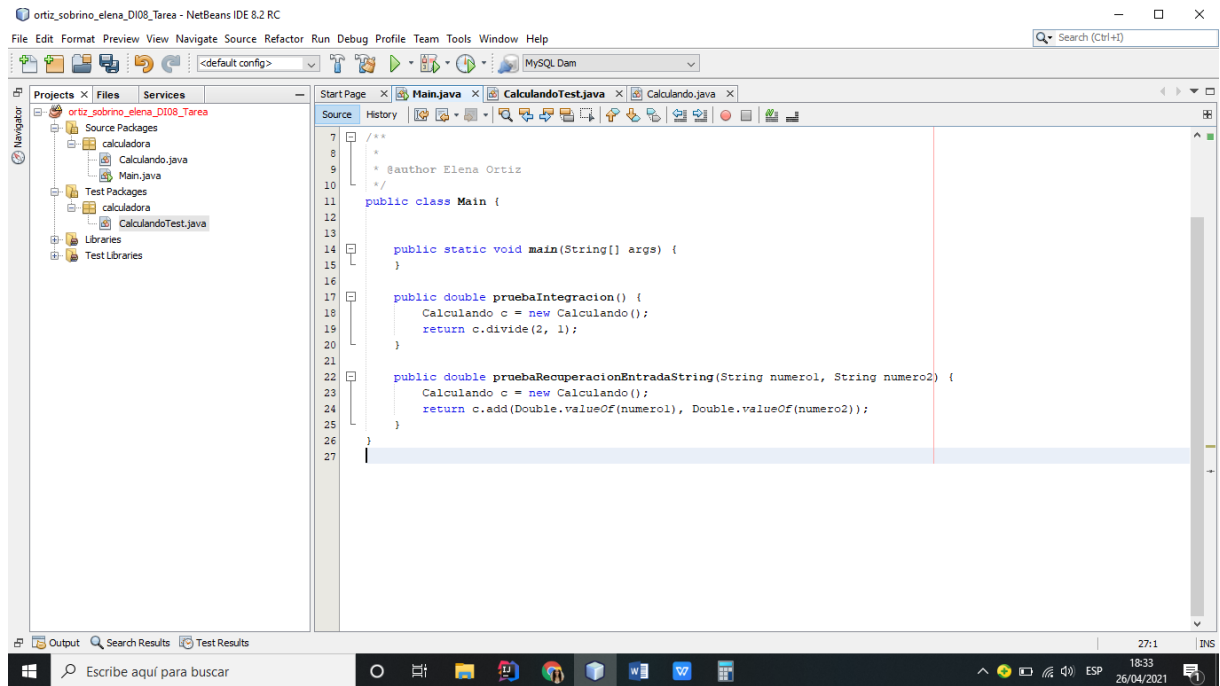 ortiz_sobrino_elena_DI08_Tarea - NetBeans IDE 8.2 RC
File Edit Format Preview View Navigate Source Refactor Run Debug Profile Team Tools Window Help
Search (Ctrl+I)
<default config>
MySQL Dam
Projects Files Services
Start Page Main.java CalculandoTest.java Calculando.java
Navigator
ortiz_sobrino_elena_DI08_Tarea
Source Packages
calculadora
Calculando.java
Main.java
Test Packages
calculadora
CalculandoTest.java
Libraries
Test Libraries
Source History
7 /**
8 *
9 * @author Elena Ortiz
10 */
11 public class Main {
12
13
14 public static void main(String[] args) {
15 }
16
17 public double pruebaIntegracion() {
18 Calculando c = new Calculando();
19 return c.divide(2, 1);
20 }
21
22 public double pruebaRecuperacionEntradaString(String numero1, String numero2) {
23 Calculando c = new Calculando();
24 return c.add(Double.valueOf(numero1), Double.valueOf(numero2));
25 }
26 }
27
Output Search Results Test Results
27:1 INS
Escribe aquí para buscar
ESP
18:33
26/04/2021